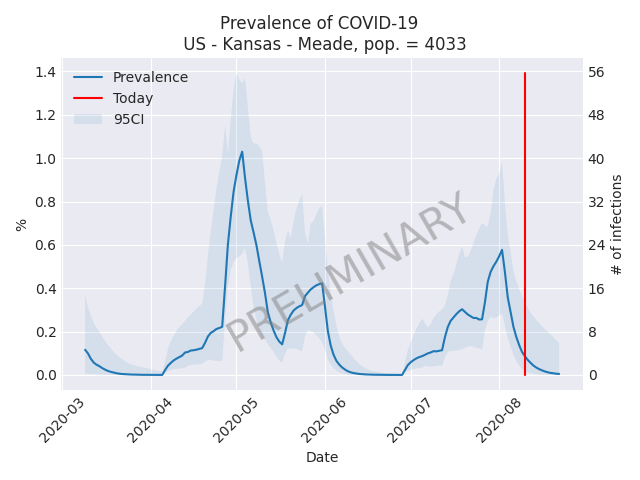 Prevalence of COVID-19
US - Kansas - Meade, pop. = 4033
Prevalence
Today
95CI
1.4
1.2
1.0
0.8
0.6
0.4
0.2
0.0
%
56
48
40
32
24
16
8
0
# of infections
PRELIMINARY
2020-03
2020-04
2020-05
2020-06
2020-07
2020-08
Date